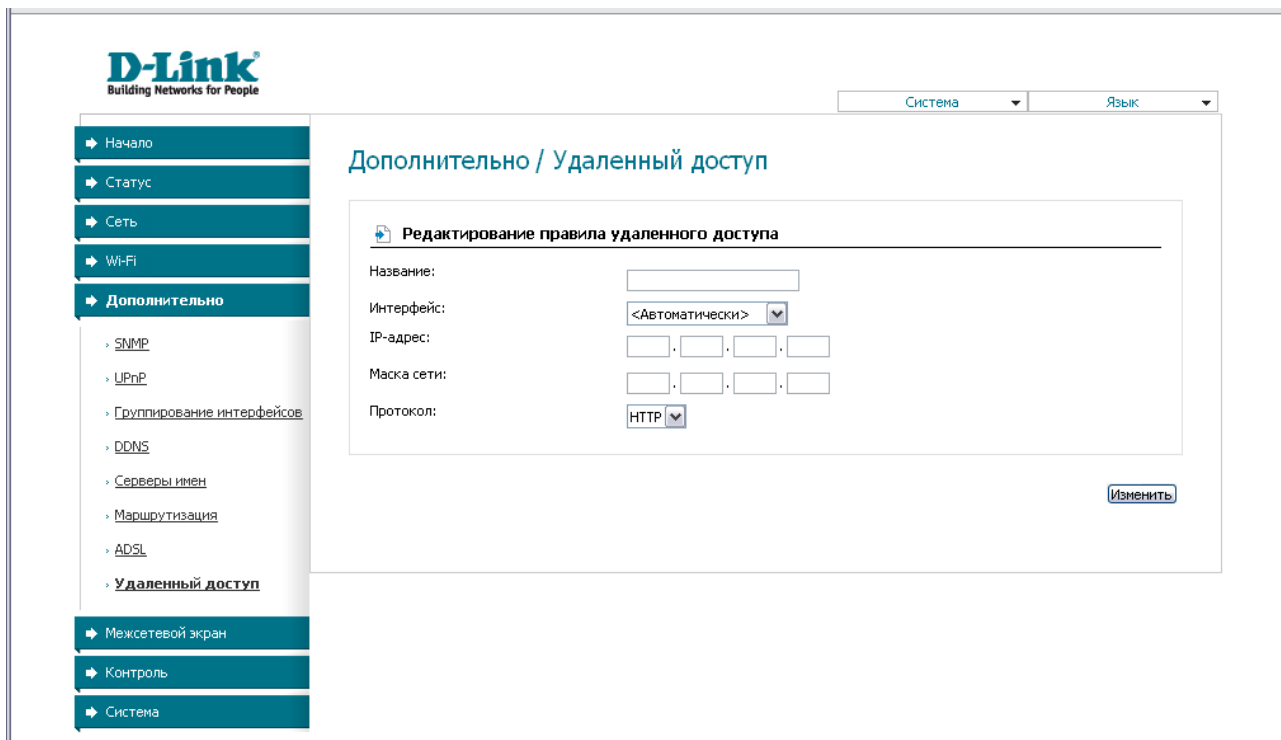 D-Link
Building Networks for People
Система
Язык
Начало
Статус
Сеть
Wi-Fi
Дополнительно
SNMP
UPnP
Группирование интерфейсов
DDNS
Серверы имен
Маршрутизация
ADSL
Удаленный доступ
Межсетевой экран
Контроль
Система
Дополнительно / Удаленный доступ
Редактирование правила удаленного доступа
Название:
Интерфейс: <Автоматически>
IP-адрес: . . .
Маска сети: . . .
Протокол: HTTP
Изменить